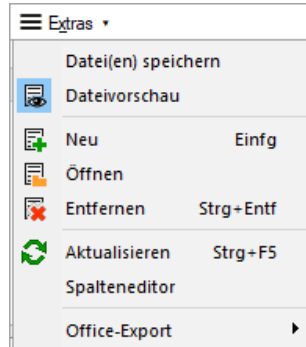 Extras
Datei(en) speichern
Dateivorschau
Neu Einfg
Öffnen
Entfernen Strg+Entf
Aktualisieren Strg+F5
Spalteneditor
Office-Export